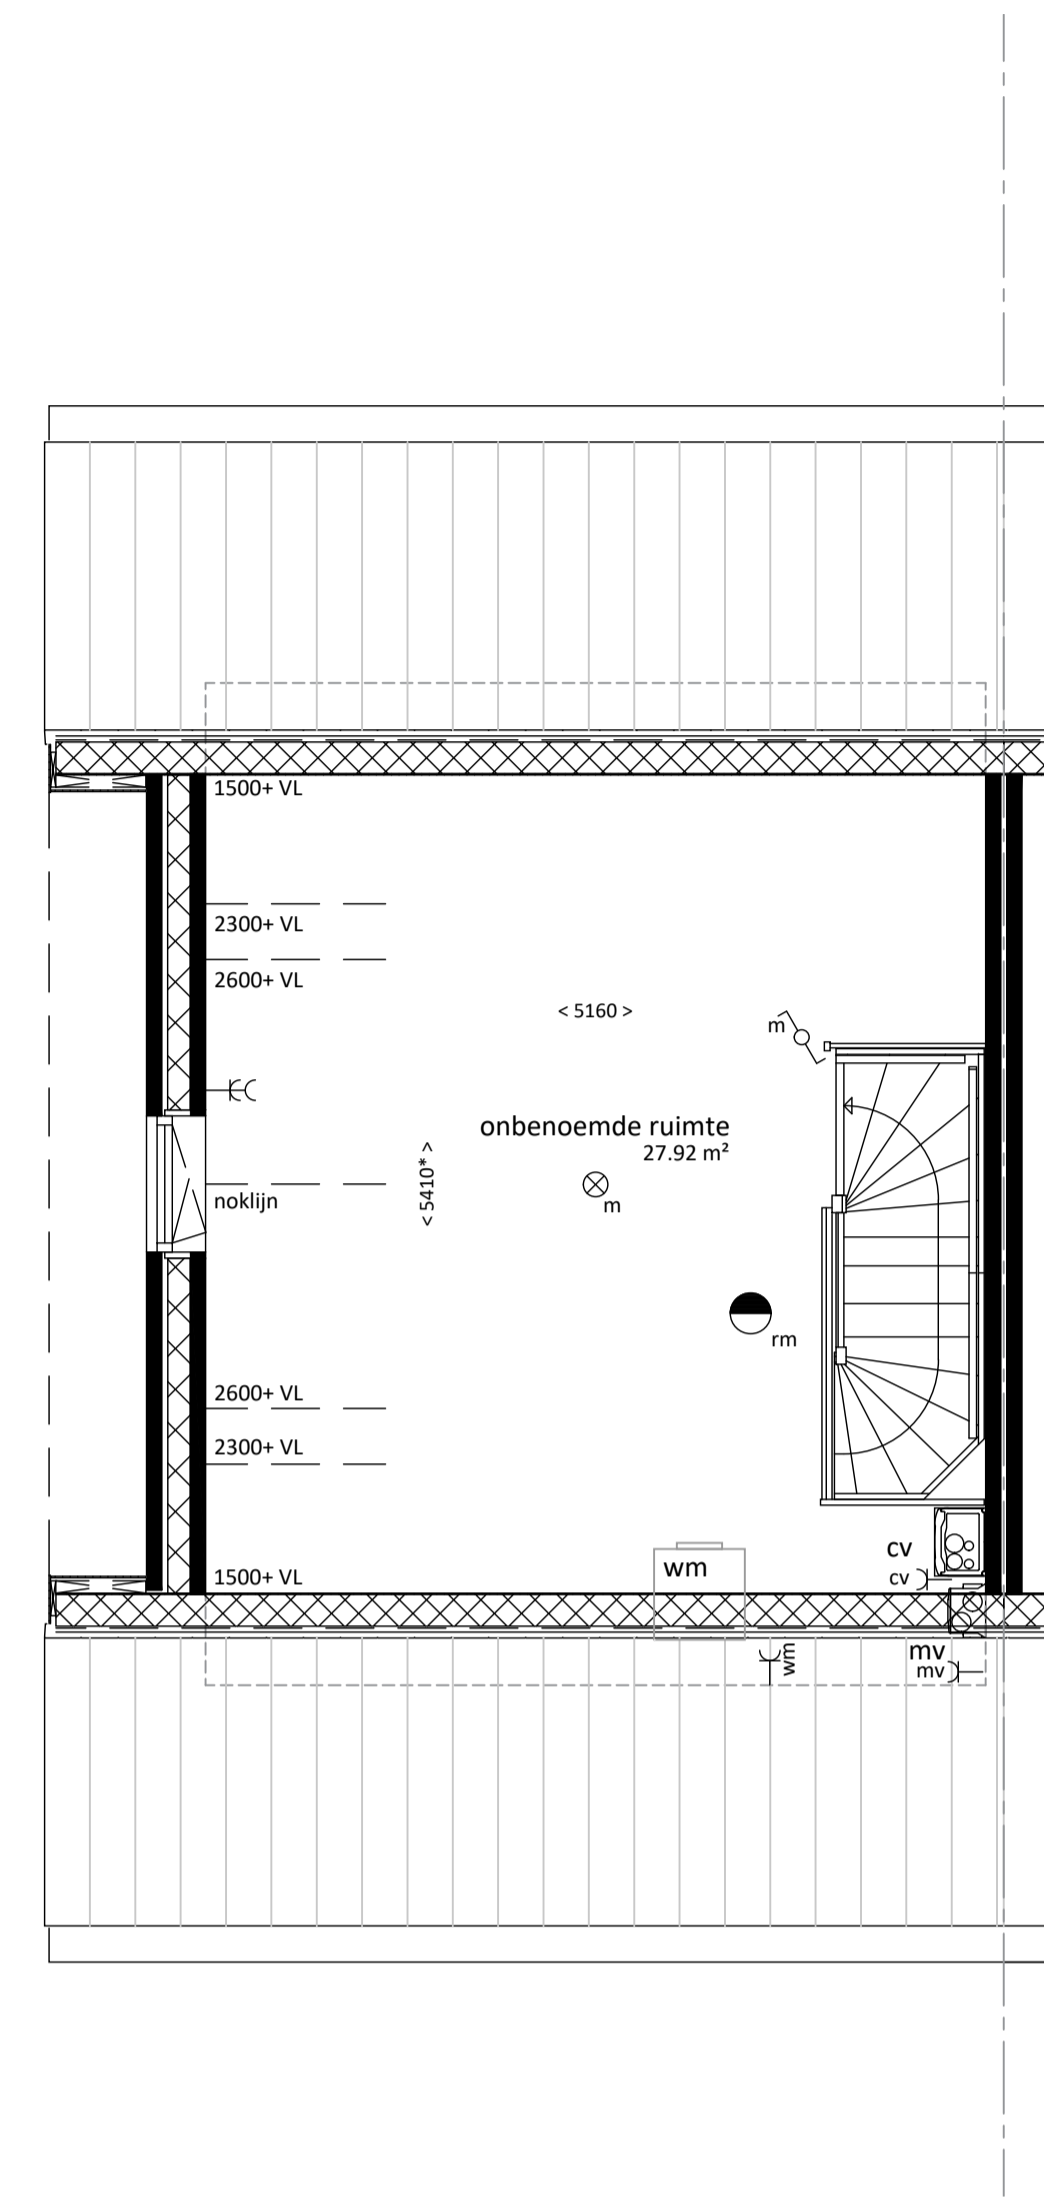 1500+ VL
2300+ VL
2600+ VL
< 5160 >
m
onbenoemde ruimte
27.92 m²
< 5410* >
noklijn
m
rm
2600+ VL
2300+ VL
1500+ VL
wm
cv
cv
wm
mv
mv